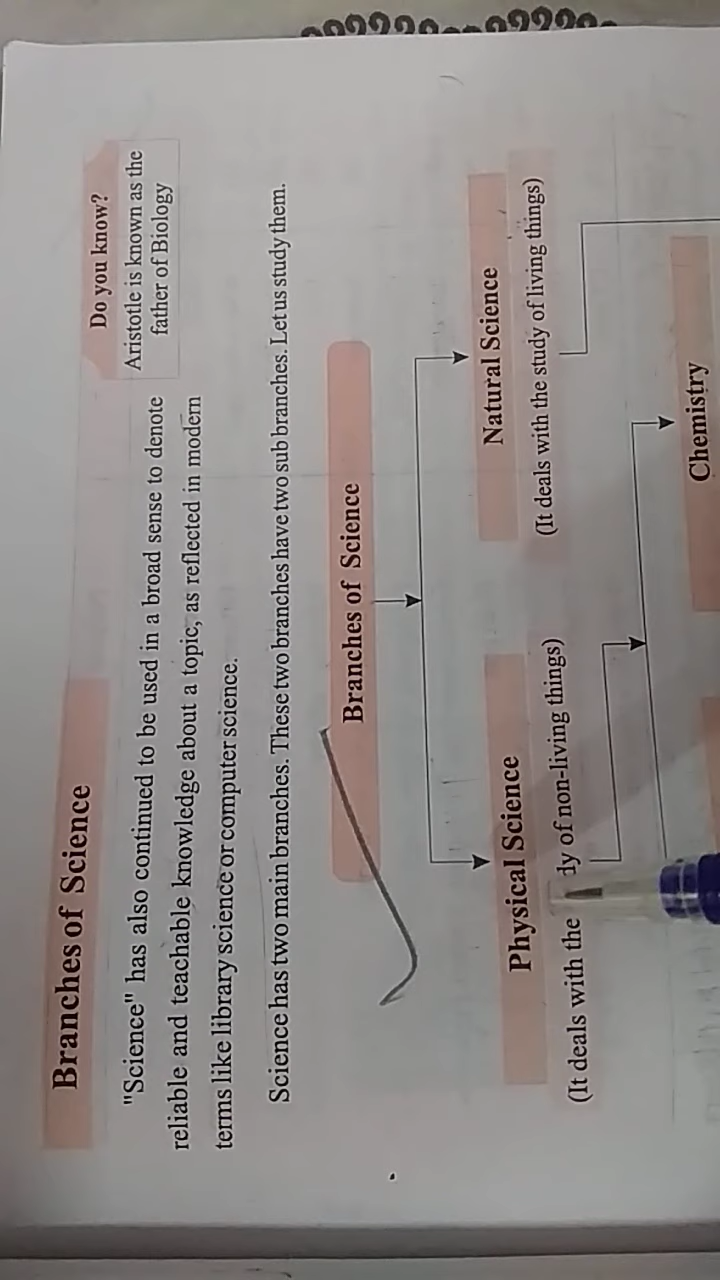 Branches of Science
"Science" has also continued to be used in a broad sense to denote
reliable and teachable knowledge about a topic, as reflected in modern
terms like library science or computer science.
Do you know?
Aristotle is known as the
father of Biology
Science has two main branches. These two branches have two sub branches. Let us study them.
Branches of Science
Physical Science
(It deals with the dy of non-living things)
Natural Science
(It deals with the study of living things)
Chemistry